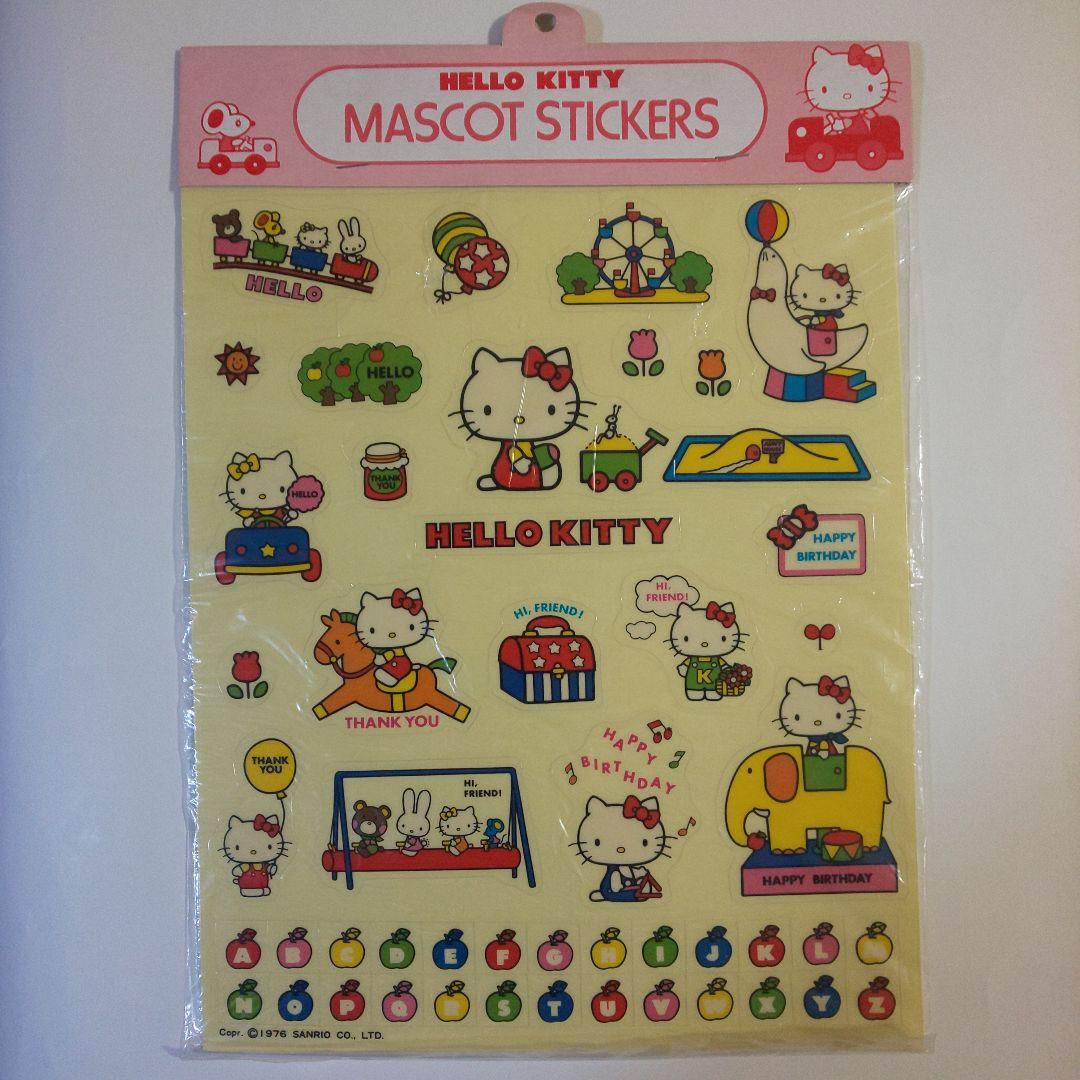 HELLO KITTY
MASCOT STICKERS
HELLO
HELLO
HELLO
THANK
YOU
HELLO KITTY
HAPPY
BIRTHDAY
HI,
FRIEND!
HI, FRIEND!
K
THANK YOU
THANK
YOU
HI,
FRIEND!
HAPPY
BIRTHDAY
HAPPY BIRTHDAY
A B C D E F G H I J K L M
N O P Q R S T U V W X Y Z
Copr. ©1976 SANRIO CO., LTD.